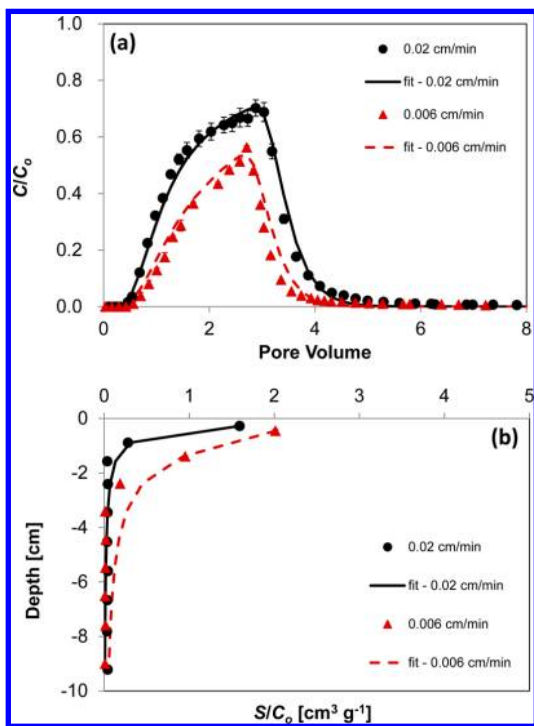 (a)
1.0
0.8
0.6
0.4
0.2
0.0
C/Co
0.02 cm/min
fit - 0.02 cm/min
0.006 cm/min
fit - 0.006 cm/min
0 2 4 6 8
Pore Volume
0 1 2 3 4 5
(b)
0
-2
-4
-6
-8
-10
Depth [cm]
0.02 cm/min
fit - 0.02 cm/min
0.006 cm/min
fit - 0.006 cm/min
S/Co [cm³ g⁻¹]